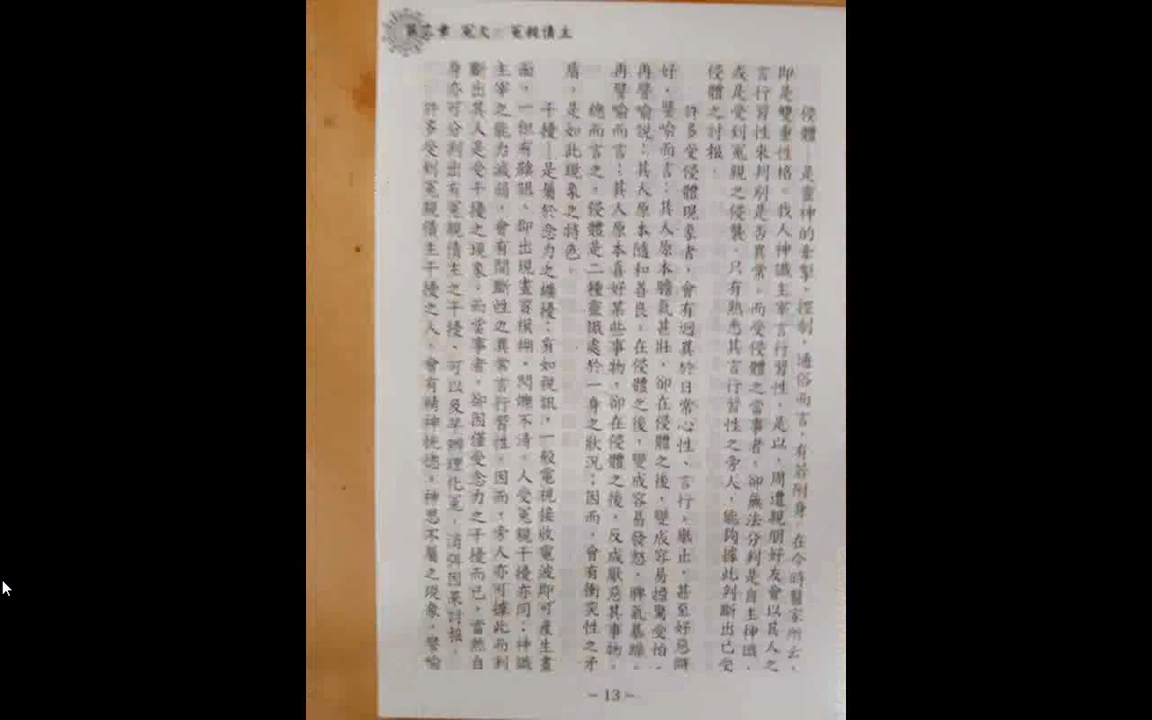 冤欠：冤親債主
侵體—是靈神的牽掣、控制，通俗而言，有若附身，在今時醫家所云，
即是雙重性格。我人神識主宰言行習性，是以，周遭親朋好友會以其人之
言行習性來判別是否異常。而受侵體之當事者，卻無法分判是自主神識，
或是受到冤親之侵襲。只有熟悉其言行習性之旁人，能夠據此判斷出已受
侵體之討報。
許多受侵體現象者，會有迥異於日常心性、言行、舉止，甚至好惡癖
好。譬喻而言：其人原本膽氣甚壯，卻在侵體之後，變成容易擔驚受怕。
再譬喻說：其人原本隨和善良，在侵體之後，變成容易發怒，脾氣暴躁。
再譬喻而言：其人原本喜好某些事物，卻在侵體之後，反成厭惡其事物。
總而言之，侵體是二種靈識處於一身之狀況；因而，會有衝突性之矛
盾，是如此現象之特色。
干擾—是屬於念力之纏擾；有如視訊，一般電視接收電波即可產生畫
面，一但有雜訊，即出現畫質模糊，閃爍不清。人受冤親干擾亦同；神識
主宰之能力減弱，會有間斷性之異常言行習性。因而，旁人亦可據此而判
斷出其人是受干擾之現象。而當事者，卻因僅受念力之干擾而已，當然自
身亦可分判出有冤親債主之干擾、可以及早辦理化冤，消弭因果討報。
許多受到冤親債主干擾之人，會有精神恍惚，神思不屬之現象。譬喻
－13－